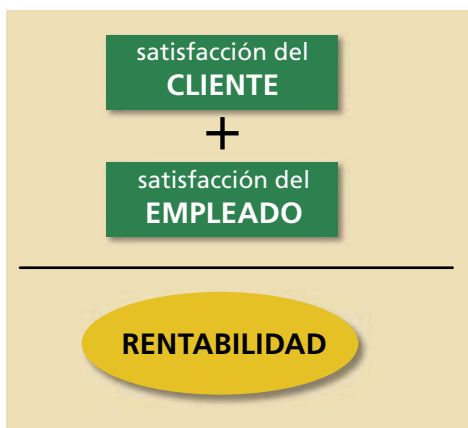 satisfacción del
CLIENTE
+
satisfacción del
EMPLEADO
RENTABILIDAD